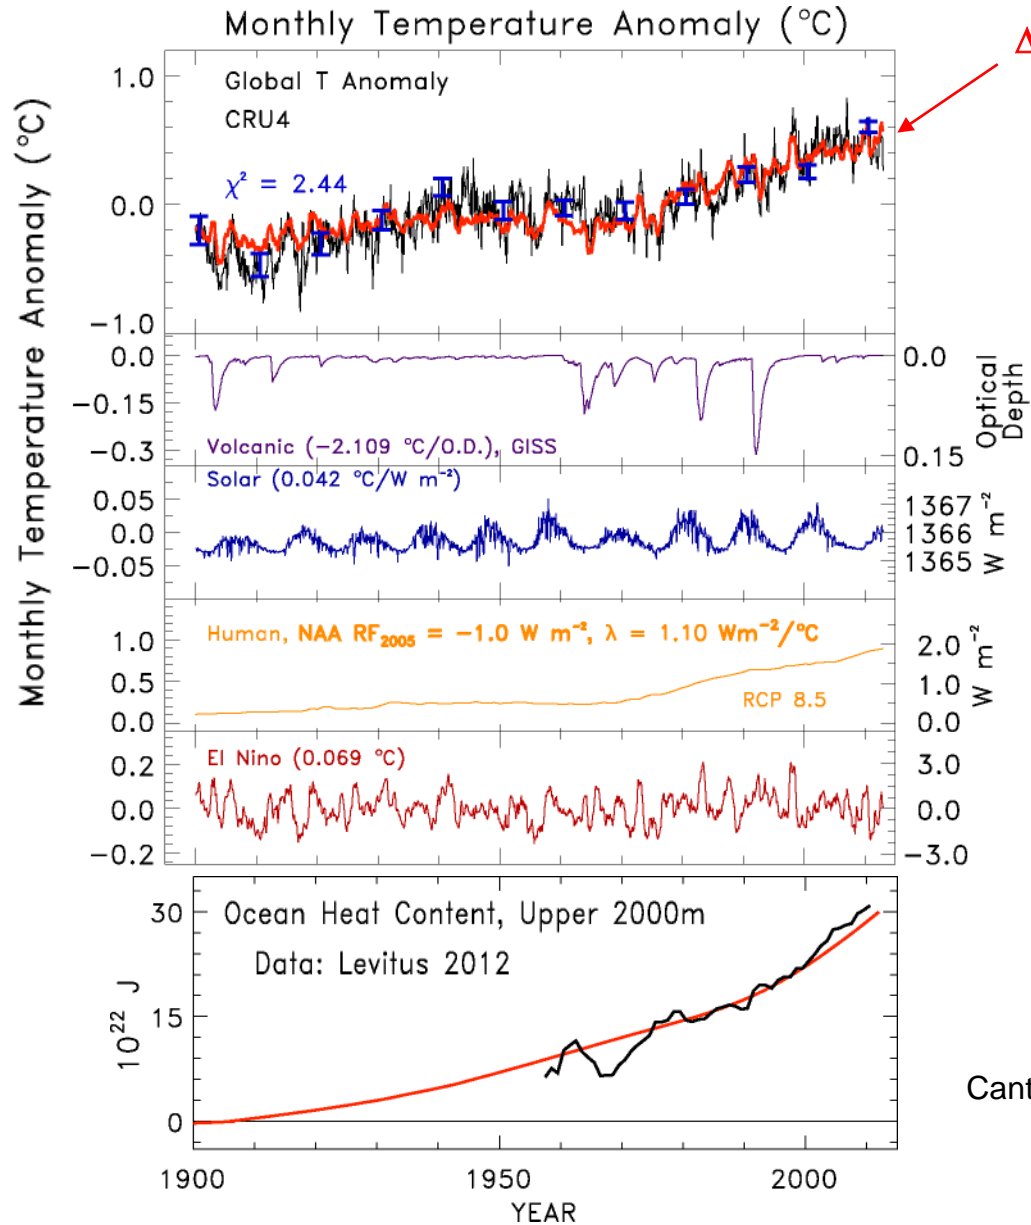 Monthly Temperature Anomaly (°C)
Δ
Monthly Temperature Anomaly (°C)
1.0
0.0
−1.0
Global T Anomaly
CRU4
χ² = 2.44
0.0
−0.15
−0.3
Volcanic (−2.109 °C/O.D.), GISS
0.0
0.15
Optical
Depth
0.05
0.0
−0.05
Solar (0.042 °C/W m⁻²)
1367
1366
1365
W m⁻²
1.0
0.5
0.0
Human, NAA RF₂₀₀₅ = −1.0 W m⁻², λ = 1.10 Wm⁻²/°C
RCP 8.5
2.0
1.0
0.0
W m⁻²
0.2
0.0
−0.2
El Nino (0.069 °C)
3.0
0.0
−3.0
30
15
0
10²² J
Ocean Heat Content, Upper 2000m
Data: Levitus 2012
Cant
1900
1950
2000
YEAR